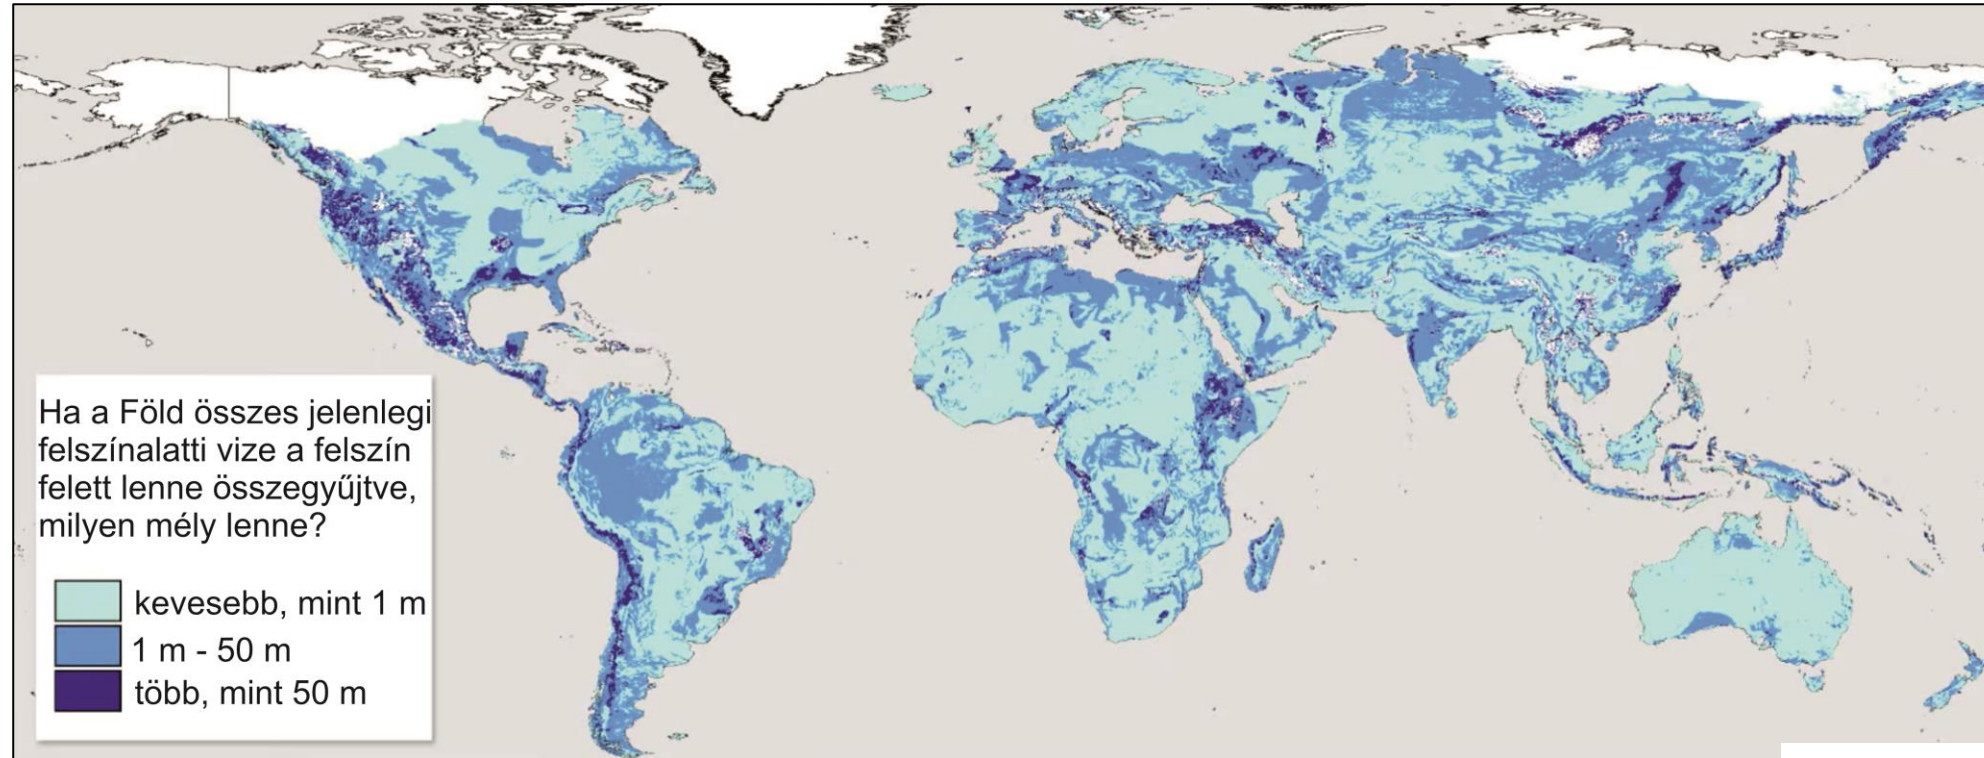 Ha a Föld összes jelenlegi
felszínalatti vize a felszín
felett lenne összegyűjtve,
milyen mély lenne?
kevesebb, mint 1 m
1 m - 50 m
több, mint 50 m